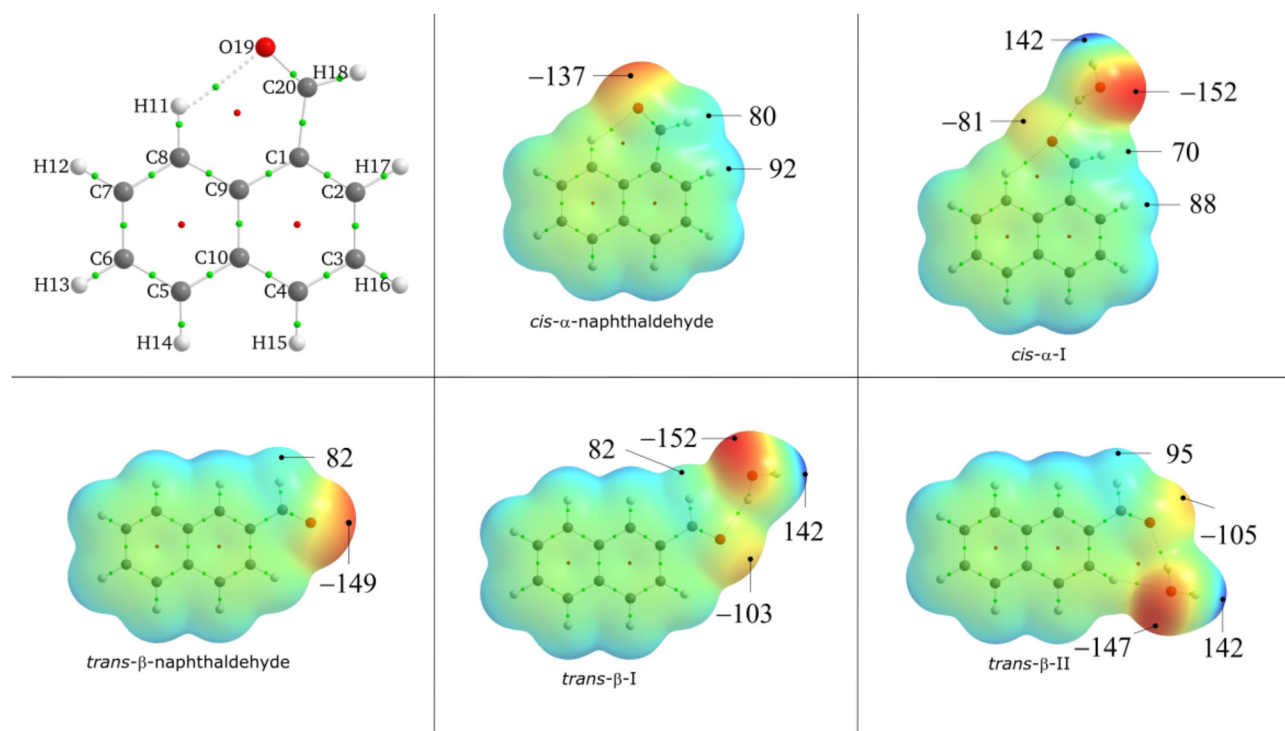 O19
H18
C20
H11
H12
C8
C1
H17
C7
C9
C2
C6
C10
C3
H13
C5
C4
H16
H14
H15
−137
80
92
cis-α-naphthaldehyde
142
−152
−81
70
88
cis-α-I
82
−149
trans-β-naphthaldehyde
−152
82
142
−103
trans-β-I
95
−105
−147
142
trans-β-II